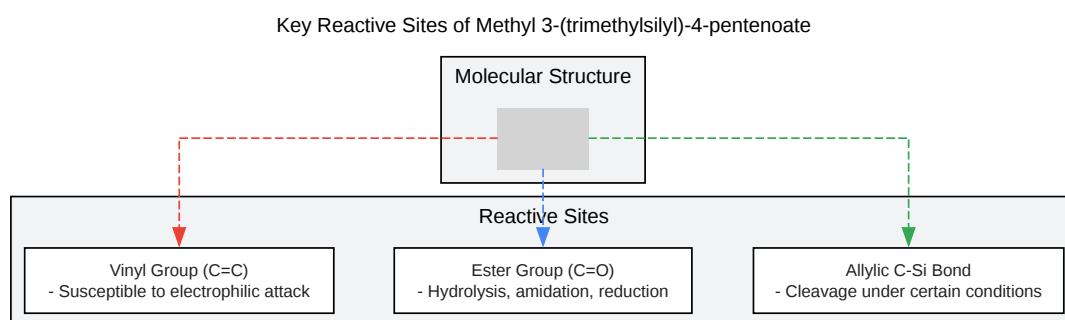 Key Reactive Sites of Methyl 3-(trimethylsilyl)-4-pentenoate
Molecular Structure
Reactive Sites
Vinyl Group (C=C)
- Susceptible to electrophilic attack
Ester Group (C=O)
- Hydrolysis, amidation, reduction
Allylic C-Si Bond
- Cleavage under certain conditions